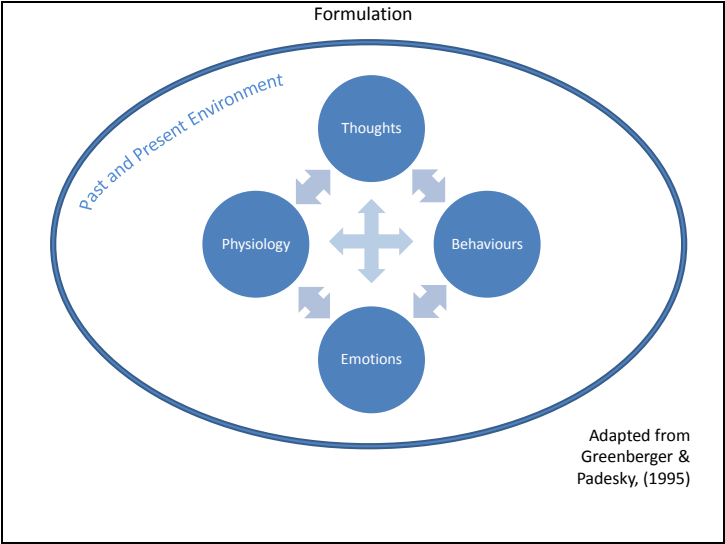 Formulation
Past and Present Environment
Thoughts
Physiology
Behaviours
Emotions
Adapted from
Greenberger &
Padesky, (1995)